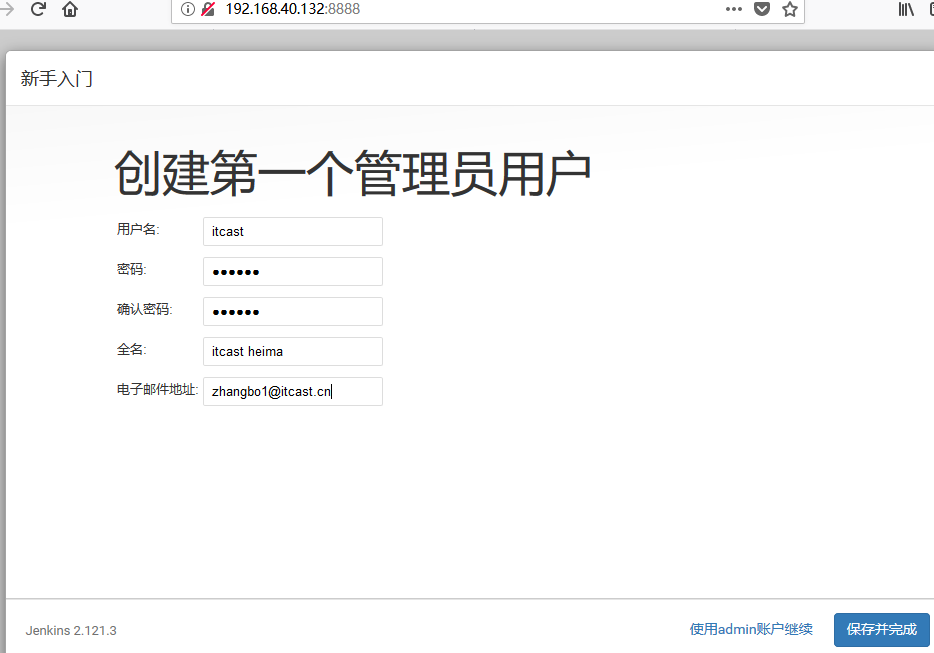 192.168.40.132:8888
新手入门
创建第一个管理员用户
用户名: itcast
密码: ••••••
确认密码: ••••••
全名: itcast heima
电子邮件地址: zhangbo1@itcast.cn
Jenkins 2.121.3 使用admin账户继续 保存并完成